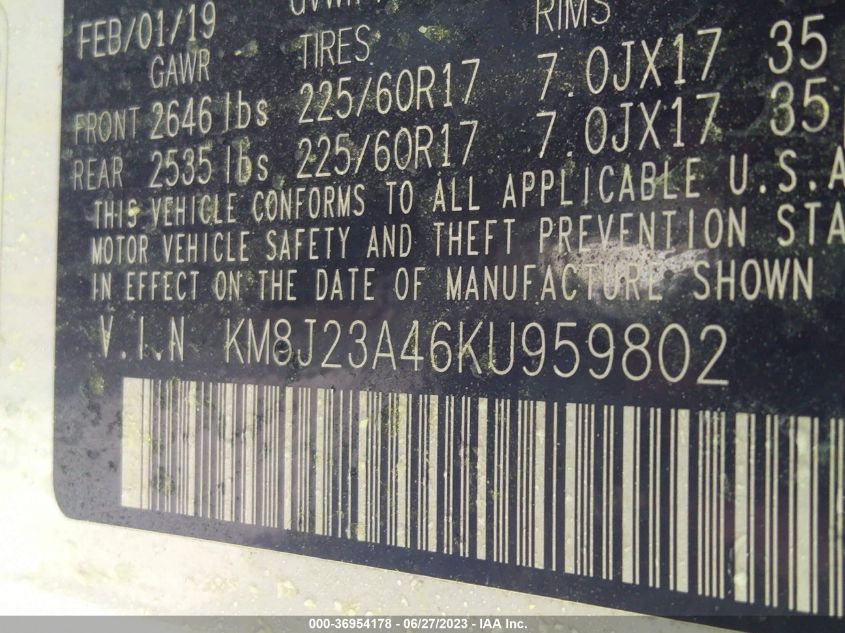 FEB/01/19
GAWR TIRES RIMS
FRONT 2646 lbs 225/60R17 7.0JX17 35
REAR 2535 lbs 225/60R17 7.0JX17 35
THIS VEHICLE CONFORMS TO ALL APPLICABLE U.S.A
MOTOR VEHICLE SAFETY AND THEFT PREVENTION STA
IN EFFECT ON THE DATE OF MANUFACTURE SHOWN
V.I.N KM8J23A46KU959802
000-36954178 - 06/27/2023 - IAA Inc.